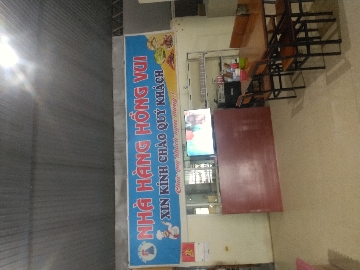 NHÀ HÀNG HỒNG VUI
XIN KÍNH CHÀO QUÝ KHÁCH